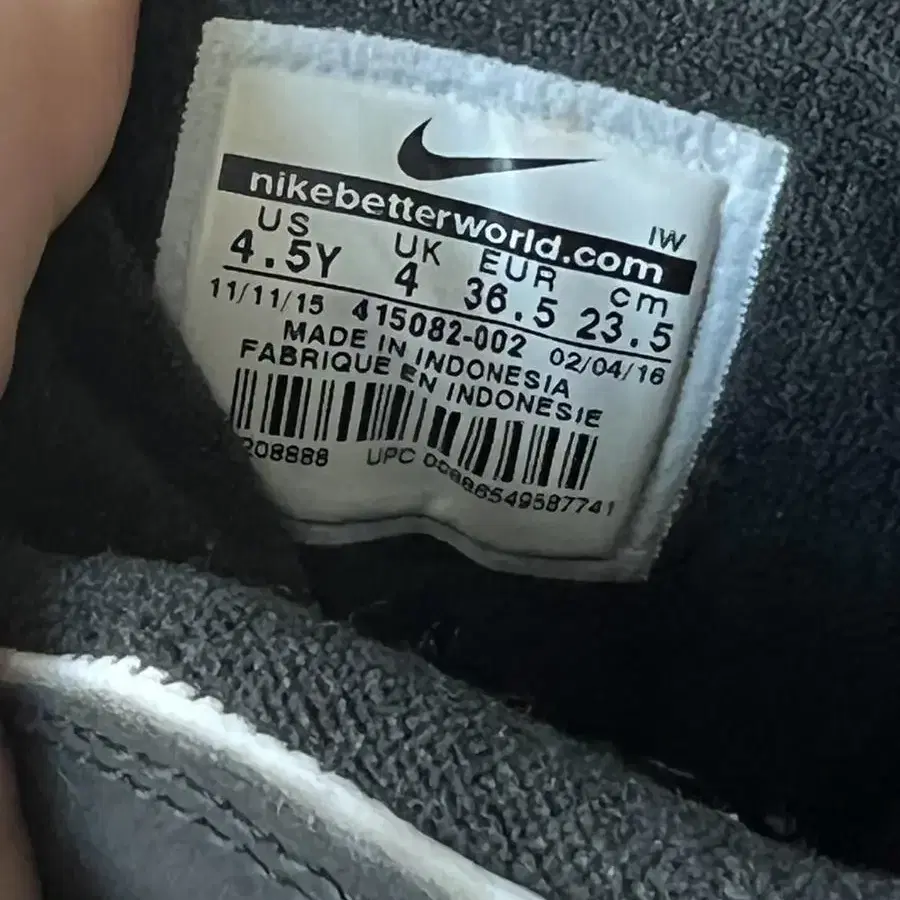 nikebetterworld.com
IW
US UK EUR cm
4.5Y 4 36.5 23.5
11/11/15 415082-002 02/04/16
MADE IN INDONESIA
FABRIQUE EN INDONESIE
208888 UPC 00886549587741